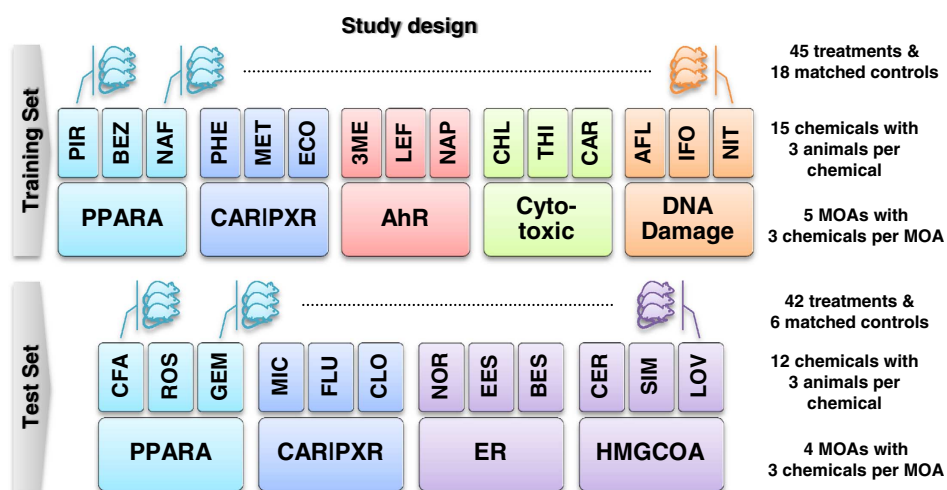 Study design
Training Set
45 treatments &
18 matched controls
PIR BEZ NAF PHE MET ECO 3ME LEF NAP CHL THI CAR AFL IFO NIT
15 chemicals with
3 animals per
chemical
PPARA CARIPXR AhR Cyto-
toxic
DNA
Damage
5 MOAs with
3 chemicals per MOA
Test Set
42 treatments &
6 matched controls
CFA ROS GEM MIC FLU CLO NOR EES BES CER SIM LOV
12 chemicals with
3 animals per
chemical
PPARA CARIPXR ER HMGCOA
4 MOAs with
3 chemicals per MOA